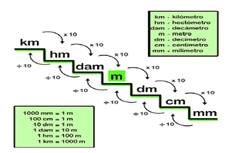 km - kilómetro
hm - hectómetro
dam - decámetro
m - metro
dm - decímetro
cm - centímetro
mm - milímetro
km
×10
hm
×10
dam
×10
m
×10
dm
×10
cm
×10
mm
÷10
÷10
÷10
÷10
÷10
÷10
1000 mm = 1 m
100 cm = 1 m
10 dm = 1 m
1 dam = 10 m
1 hm = 100 m
1 km = 1000 m